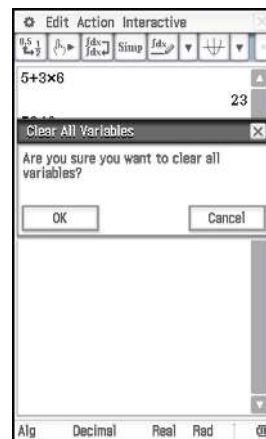 Edit Action Interactive
Simp
5+3×6
23
Clear All Variables
Are you sure you want to clear all
variables?
OK Cancel
Alg Decimal Real Rad